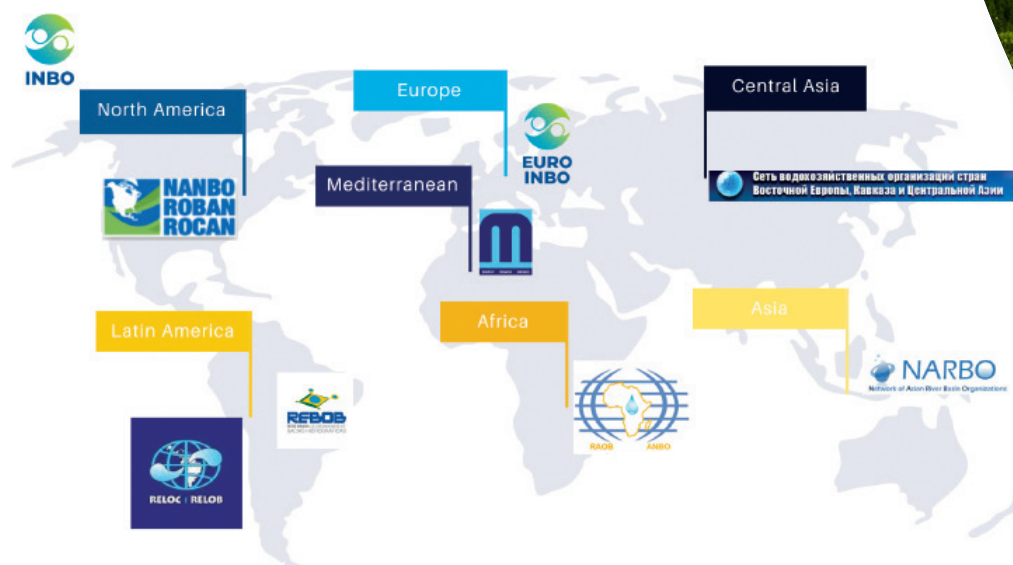 INBO
North America
NANBO
ROBAN
ROCAN
Europe
EURO
INBO
Central Asia
Сеть водохозяйственных организаций стран
Восточной Европы, Кавказа и Центральной Азии
Mediterranean
Latin America
REBOB
RELOC RELOB
Africa
RAOB ANBO
Asia
NARBO
Network of Asian River Basin Organizations